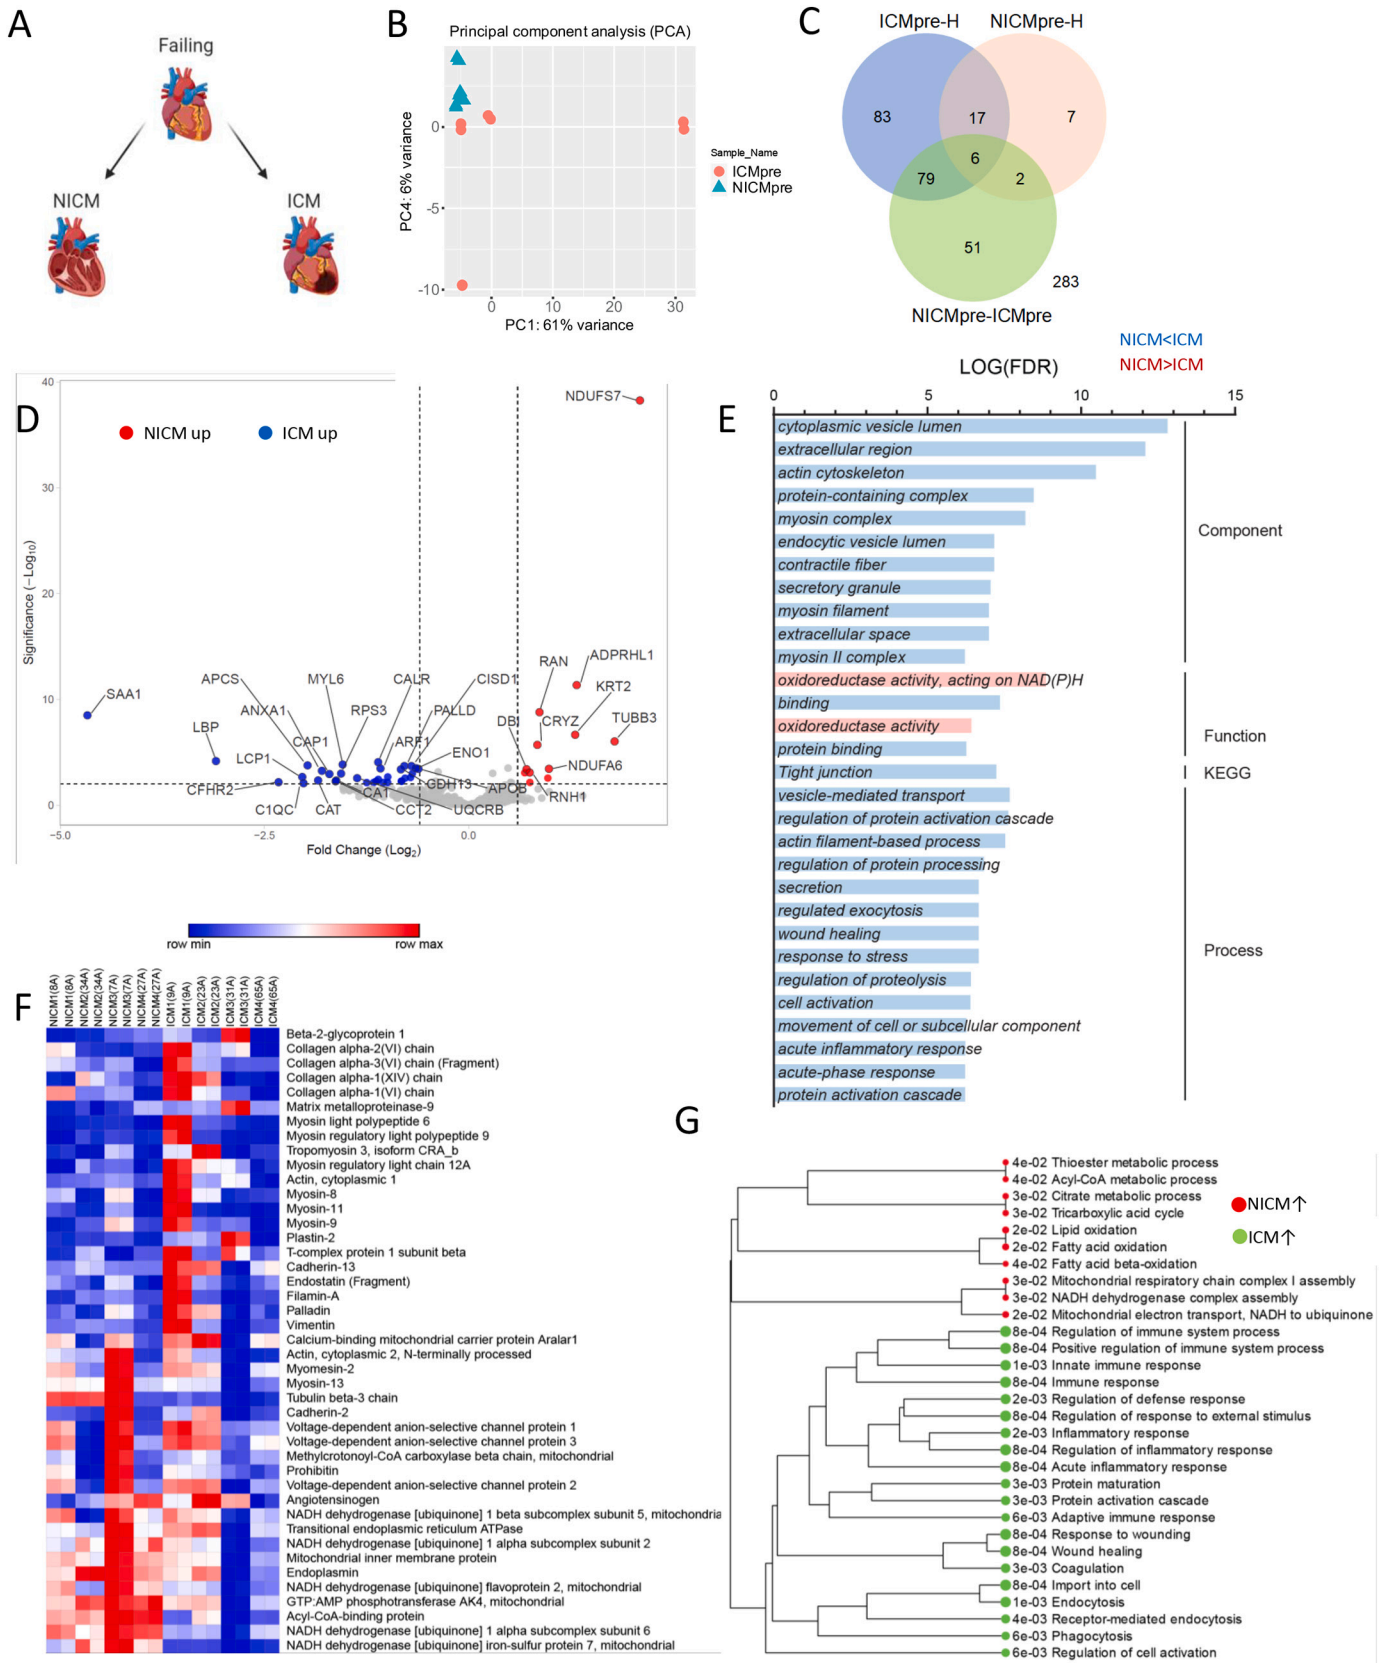 A
Failing
NICM
ICM
B
Principal component analysis (PCA)
0
-5
-10
PC4: 6% variance
0
10
20
30
PC1: 61% variance
Sample_Name
ICMpre
NICMpre
C
ICMpre-H
NICMpre-H
83
17
7
6
79
2
51
283
NICMpre-ICMpre
D
NICM up
ICM up
40
30
20
10
0
Significance (−Log10)
−5.0
−2.5
0.0
Fold Change (Log2)
NDUFS7
SAA1
APCS
MYL6
CALR
CISD1
RAN
ADPRHL1
KRT2
LBP
ANXA1
RPS3
PALLD
DBI
CRYZ
TUBB3
LCP1
CAP1
ARF1
ENO1
NDUFA6
CFHR2
CA1
CDH13
APOB
RNH1
C1QC
CAT
CCT2
UQCRB
E
NICM<ICM
NICM>ICM
LOG(FDR)
0
5
10
15
cytoplasmic vesicle lumen
extracellular region
actin cytoskeleton
protein-containing complex
myosin complex
endocytic vesicle lumen
contractile fiber
secretory granule
myosin filament
extracellular space
myosin II complex
oxidoreductase activity, acting on NAD(P)H
binding
oxidoreductase activity
protein binding
Tight junction
vesicle-mediated transport
regulation of protein activation cascade
actin filament-based process
regulation of protein processing
secretion
regulated exocytosis
wound healing
response to stress
regulation of proteolysis
cell activation
movement of cell or subcellular component
acute inflammatory response
acute-phase response
protein activation cascade
Component
Function
KEGG
Process
F
row min
row max
NICM1(8A)
NICM1(8A)
NICM2(34A)
NICM2(34A)
NICM3(7A)
NICM3(7A)
NICM4(27A)
NICM4(27A)
ICM1(9A)
ICM1(9A)
ICM2(23A)
ICM2(23A)
ICM3(31A)
ICM3(31A)
ICM4(65A)
ICM4(65A)
Beta-2-glycoprotein 1
Collagen alpha-2(VI) chain
Collagen alpha-3(VI) chain (Fragment)
Collagen alpha-1(XIV) chain
Collagen alpha-1(VI) chain
Matrix metalloproteinase-9
Myosin light polypeptide 6
Myosin regulatory light polypeptide 9
Tropomyosin 3, isoform CRA_b
Myosin regulatory light chain 12A
Actin, cytoplasmic 1
Myosin-8
Myosin-11
Myosin-9
Plastin-2
T-complex protein 1 subunit beta
Cadherin-13
Endostatin (Fragment)
Filamin-A
Palladin
Vimentin
Calcium-binding mitochondrial carrier protein Aralar1
Actin, cytoplasmic 2, N-terminally processed
Myomesin-2
Myosin-13
Tubulin beta-3 chain
Cadherin-2
Voltage-dependent anion-selective channel protein 1
Voltage-dependent anion-selective channel protein 3
Methylcrotonoyl-CoA carboxylase beta chain, mitochondrial
Prohibitin
Voltage-dependent anion-selective channel protein 2
Angiotensinogen
NADH dehydrogenase [ubiquinone] 1 beta subcomplex subunit 5, mitochondria
Transitional endoplasmic reticulum ATPase
NADH dehydrogenase [ubiquinone] 1 alpha subcomplex subunit 2
Mitochondrial inner membrane protein
Endoplasmin
NADH dehydrogenase [ubiquinone] flavoprotein 2, mitochondrial
GTP:AMP phosphotransferase AK4, mitochondrial
Acyl-CoA-binding protein
NADH dehydrogenase [ubiquinone] 1 alpha subcomplex subunit 6
NADH dehydrogenase [ubiquinone] iron-sulfur protein 7, mitochondrial
G
4e-02 Thioester metabolic process
4e-02 Acyl-CoA metabolic process
3e-02 Citrate metabolic process
3e-02 Tricarboxylic acid cycle
2e-02 Lipid oxidation
2e-02 Fatty acid oxidation
4e-02 Fatty acid beta-oxidation
3e-02 Mitochondrial respiratory chain complex I assembly
3e-02 NADH dehydrogenase complex assembly
2e-02 Mitochondrial electron transport, NADH to ubiquinone
8e-04 Regulation of immune system process
8e-04 Positive regulation of immune system process
1e-03 Innate immune response
8e-04 Immune response
2e-03 Regulation of defense response
8e-04 Regulation of response to external stimulus
2e-03 Inflammatory response
8e-04 Regulation of inflammatory response
8e-04 Acute inflammatory response
3e-03 Protein maturation
3e-03 Protein activation cascade
6e-03 Adaptive immune response
8e-04 Response to wounding
8e-04 Wound healing
3e-03 Coagulation
8e-04 Import into cell
1e-03 Endocytosis
4e-03 Receptor-mediated endocytosis
6e-03 Phagocytosis
6e-03 Regulation of cell activation
NICM↑
ICM↑